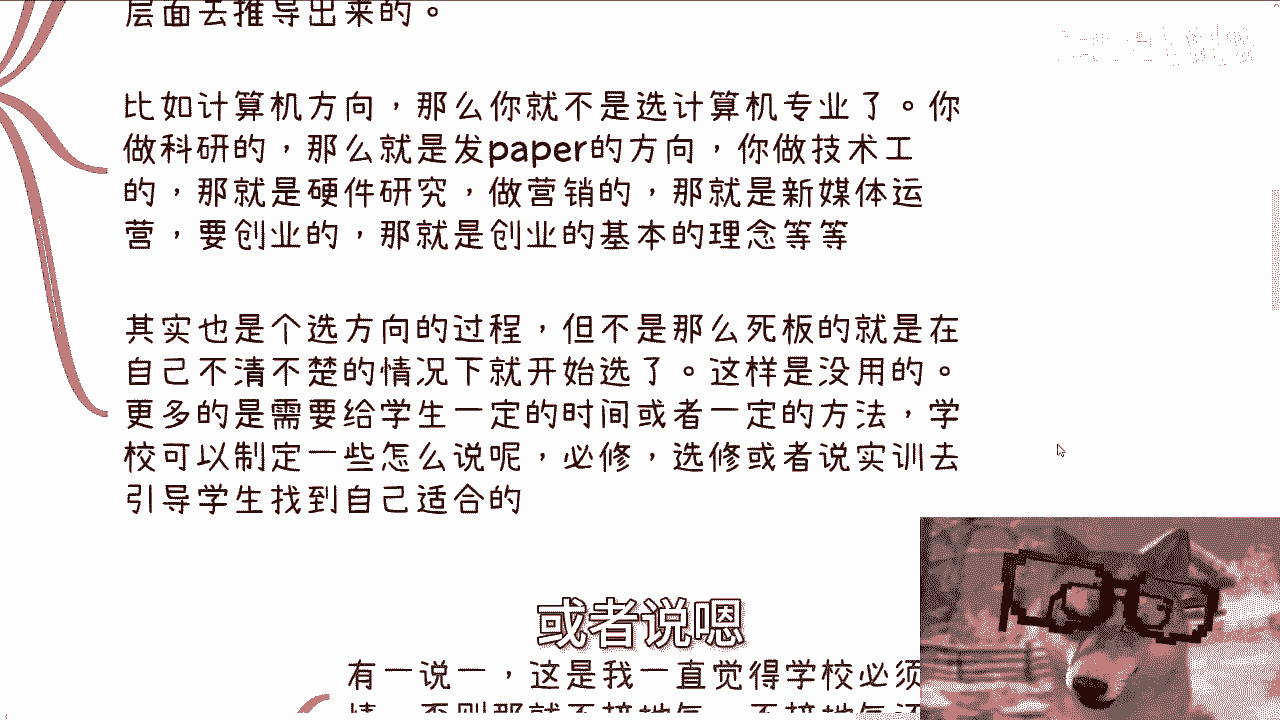 层面去推导出来的。
比如计算机方向，那么你就不是选计算机专业了。你
做科研的，那么就是发paper的方向，你做技术工
的，那就是硬件研究，做营销的，那就是新媒体运
营，要创业的，那就是创业的基本的理念等等
其实也是个选方向的过程，但不是那么死板的就是在
自己不清不楚的情况下就开始选了。这样是没用的。
更多的是需要给学生一定的时间或者一定的方法，学
校可以制定一些怎么说呢，必修，选修或者说实训去
引导学生找到自己适合的
或者说嗯
有一说一，这是我一直觉得学校必须